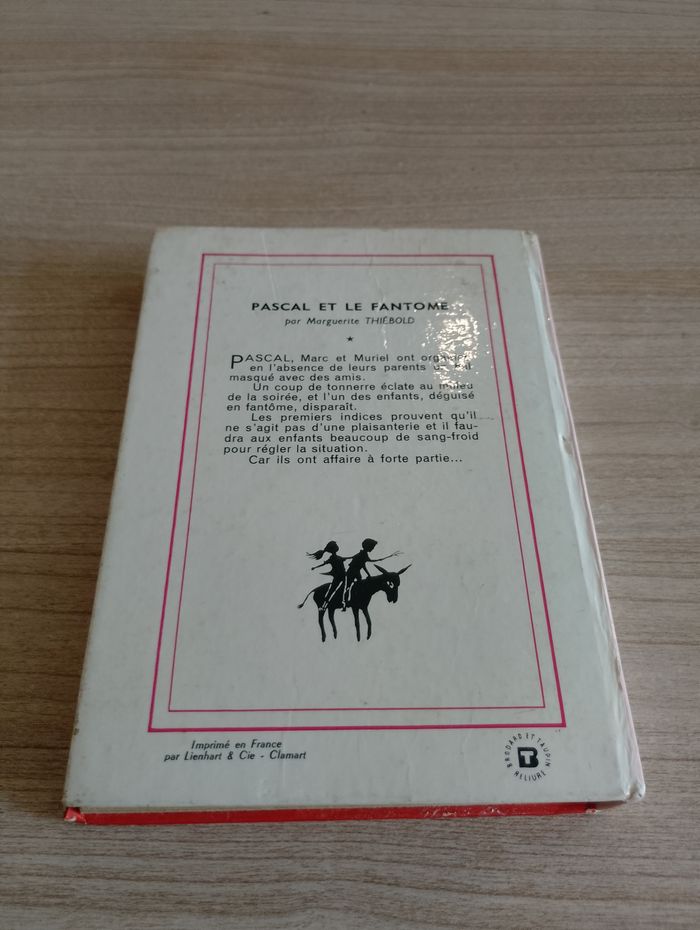 PASCAL ET LE FANTOME
par Marguerite THIÉBOLD
★
PASCAL, Marc et Muriel ont
en l'absence de leurs parents
masqué avec des amis.
Un coup de tonnerre éclate au milieu
de la soirée, et l'un des enfants, déguisé
en fantôme, disparaît.
Les premiers indices prouvent qu'il
ne s'agit pas d'une plaisanterie et il fau-
dra aux enfants beaucoup de sang-froid
pour régler la situation.
Car ils ont affaire à forte partie...
Imprimé en France
par Lienhart & Cie - Clamart
BRODARD ET TAUPIN
RELIURE